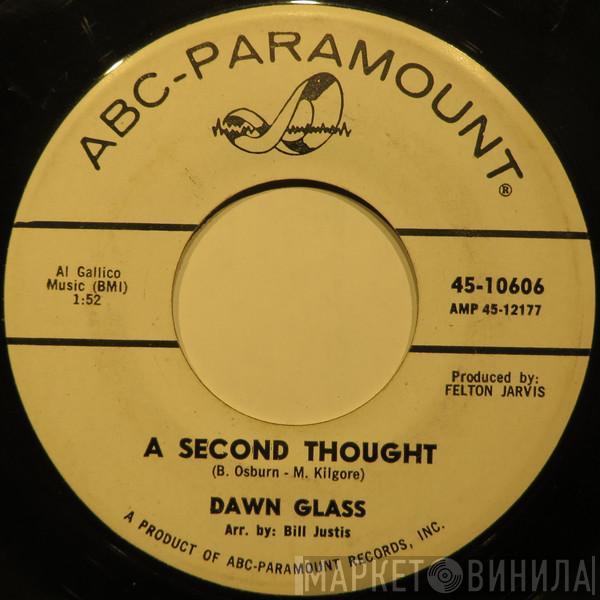 ABC-PARAMOUNT®
Al Gallico
Music (BMI)
1:52
45-10606
AMP 45-12177
Produced by:
FELTON JARVIS
A SECOND THOUGHT
(B. Osburn - M. Kilgore)
DAWN GLASS
Arr. by: Bill Justis
A PRODUCT OF ABC-PARAMOUNT RECORDS, INC.
МАРКЕТ ВИНИЛА